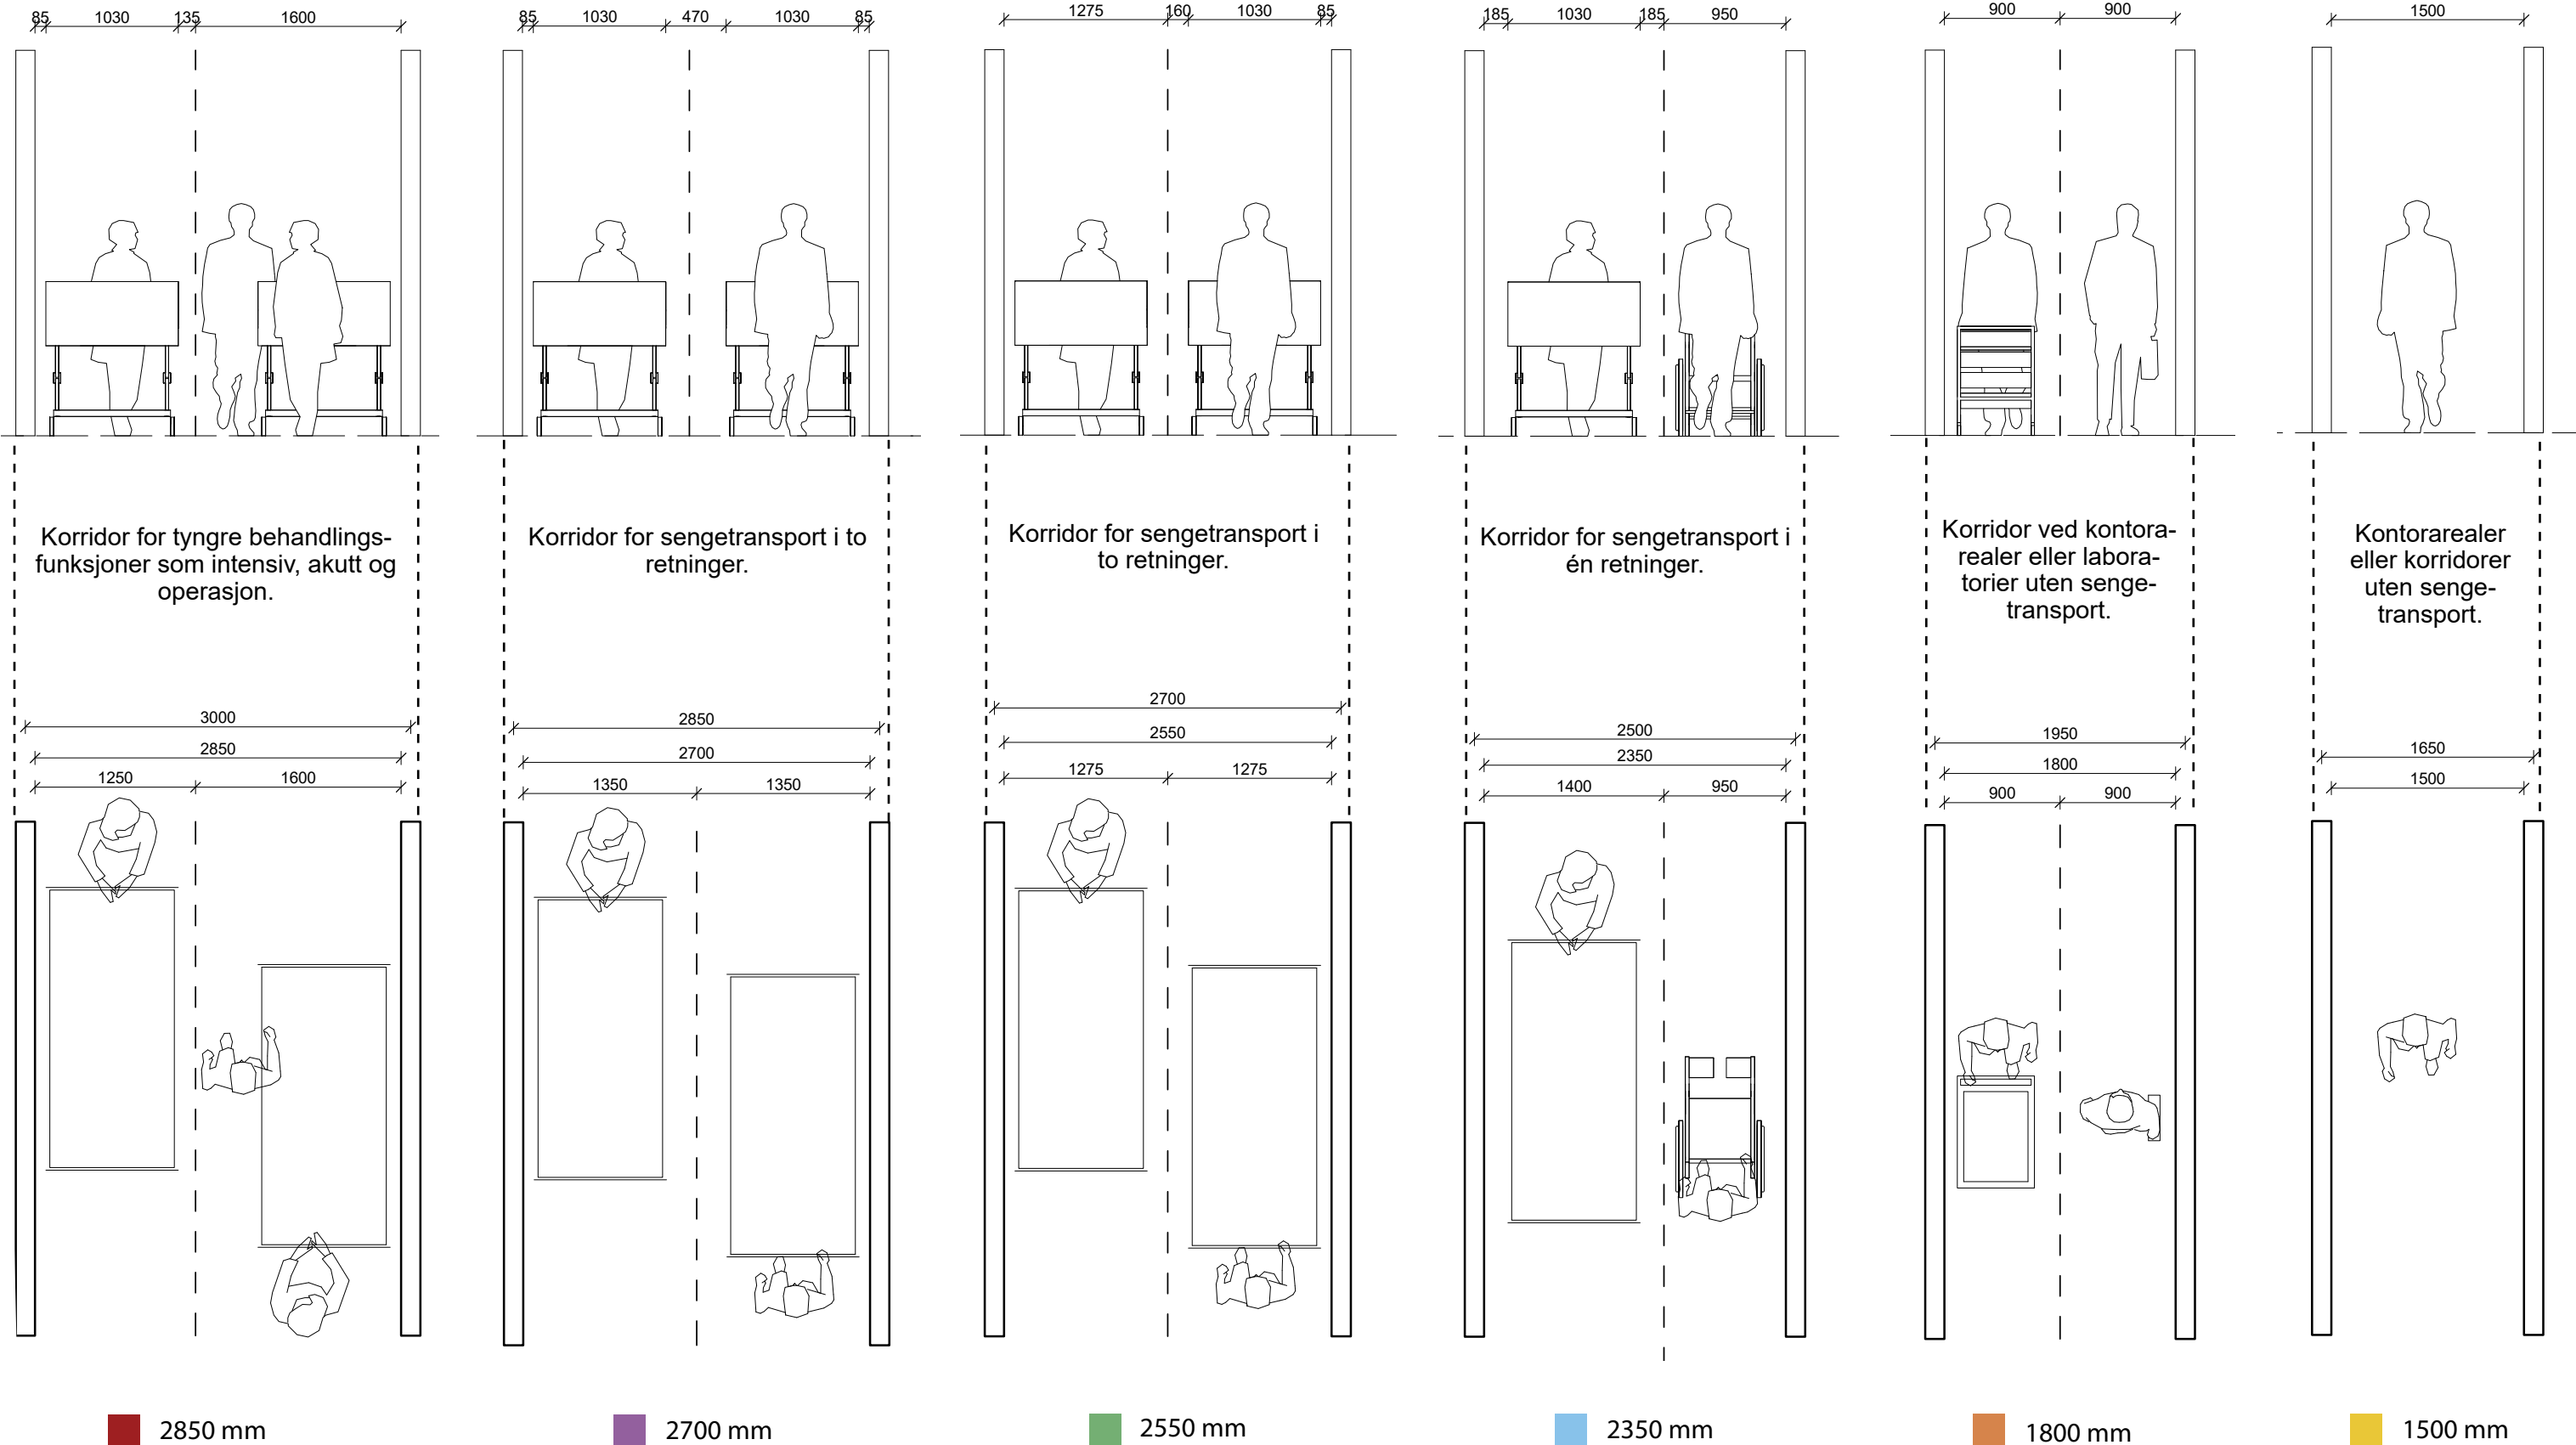 85 1030 135 1600
85 1030 470 1030 85
1275 160 1030 85
185 1030 185 950
900 900
1500
Korridor for tyngre behandlings-
funksjoner som intensiv, akutt og
operasjon.
Korridor for sengetransport i to
retninger.
Korridor for sengetransport i
to retninger.
Korridor for sengetransport i
én retninger.
Korridor ved kontora-
realer eller labora-
torier uten senge-
transport.
Kontorarealer
eller korridorer
uten senge-
transport.
3000
2850
1250 1600
2850
2700
1350 1350
2700
2550
1275 1275
2500
2350
1400 950
1950
1800
900 900
1650
1500
2850 mm
2700 mm
2550 mm
2350 mm
1800 mm
1500 mm